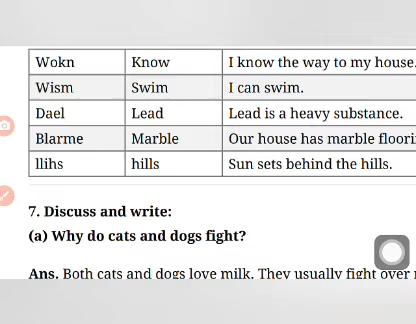 Wokn Know I know the way to my house.
Wism Swim I can swim.
Dael Lead Lead is a heavy substance.
Blarme Marble Our house has marble
llihs hills Sun sets behind the hills.
7. Discuss and write:
(a) Why do cats and dogs fight?
Ans. Both cats and dogs love milk. They usually fight over